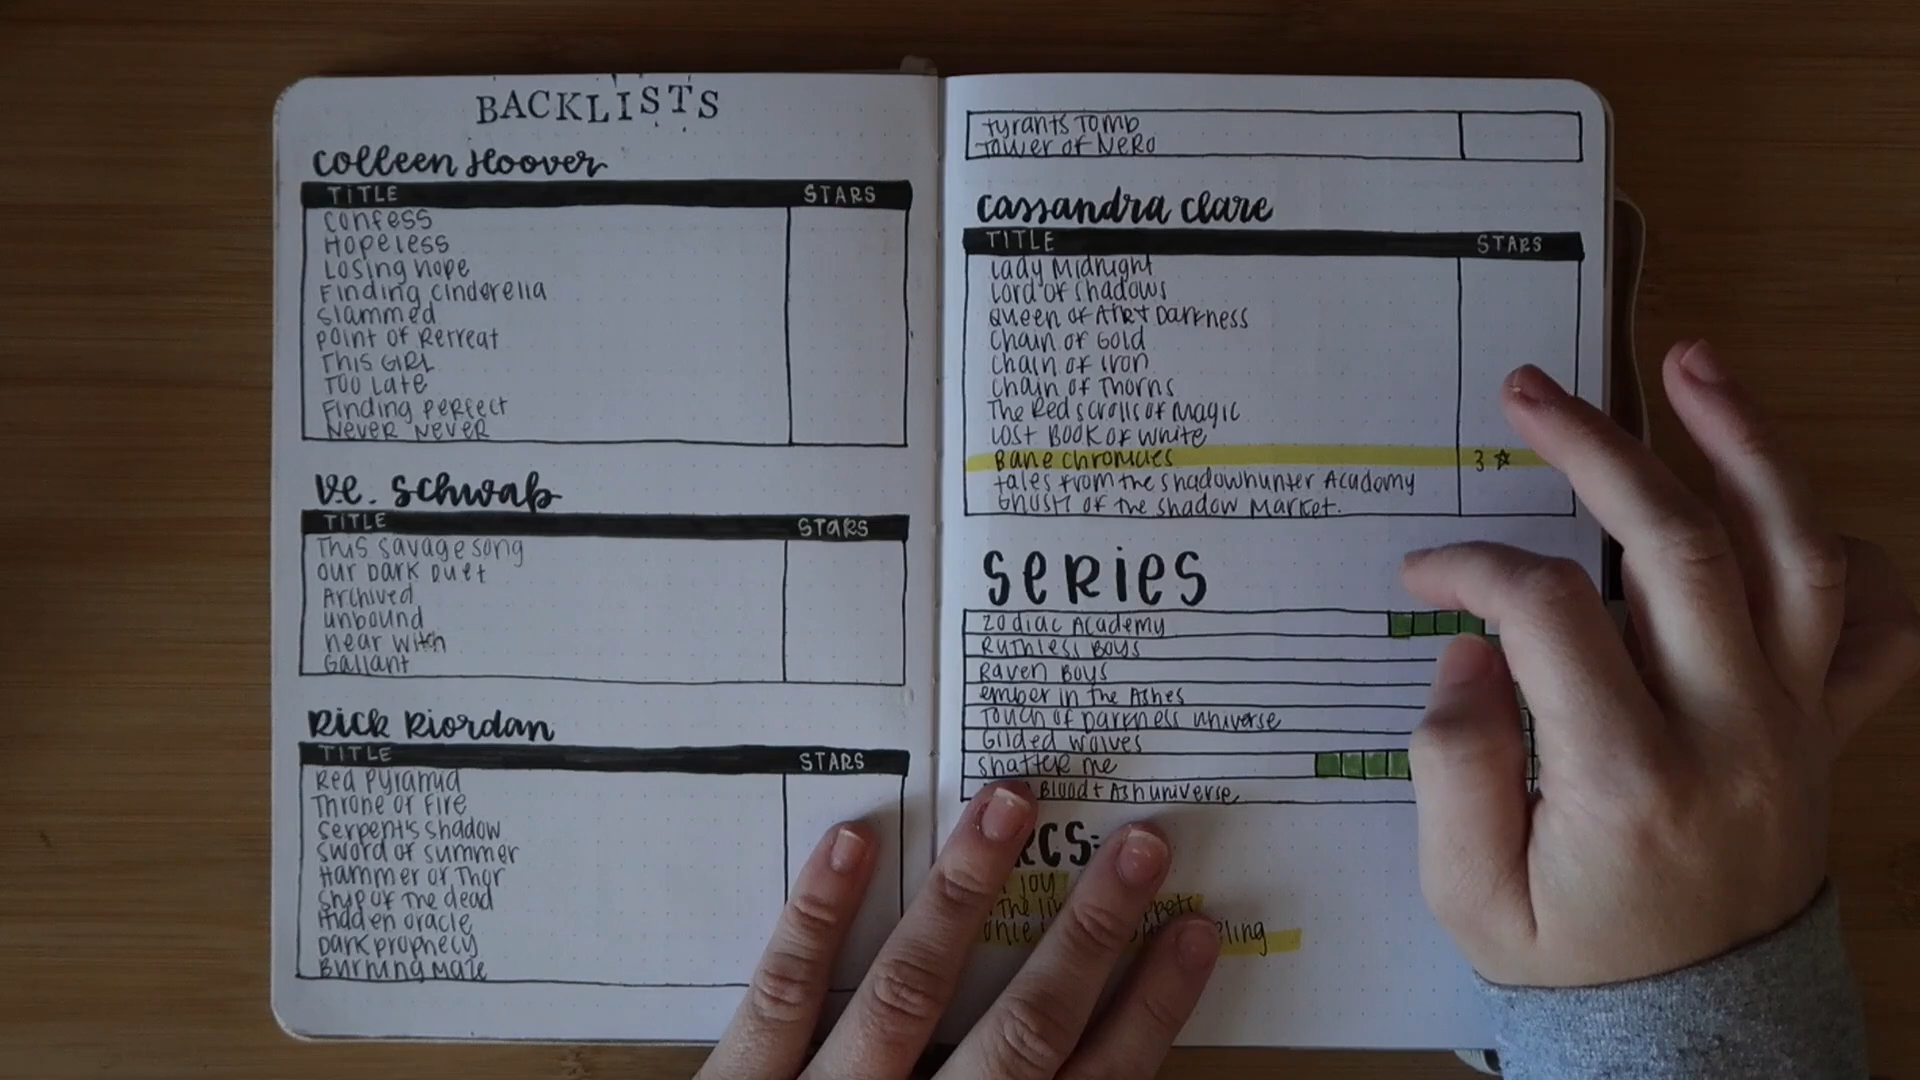 BACKLISTS
colleen Hoover
TITLE STARS
Confess
Hopeless
Losing hope
Finding cinderella
Slammed
point of Retreat
This GIRL
Too Late
Finding perfect
Never Never
V.e. Schwab
TITLE STARS
This savage song
our Dark Duet
Archived
unbound
near with
Gallant
Rick Riordan
TITLE STARS
Red pyramid
Throne of Fire
Serpent's shadow
Sword of summer
Hammer of Thor
Ship of the dead
Hidden oracle
Dark prophecy
Burning Maze
tyrants Tomb
Tower of Nero
cassandra clare
TITLE STARS
Lady Midnight
Lord of shadows
Queen of Air + Darkness
Chain of Gold
Chain of Iron
Chain of Thorns
The Red scrolls of Magic
Lost Book of White
Bane chronicles 3 ☆
tales from the shadowhunter Academy
Ghost of the shadow Market.
Series
Zodiac Academy
Ruthless Boys
Raven Boys
ember in the Ashes
Touch of Darkness universe
Gilded wolves
shatter me
Blood + Ash universe
joy
The